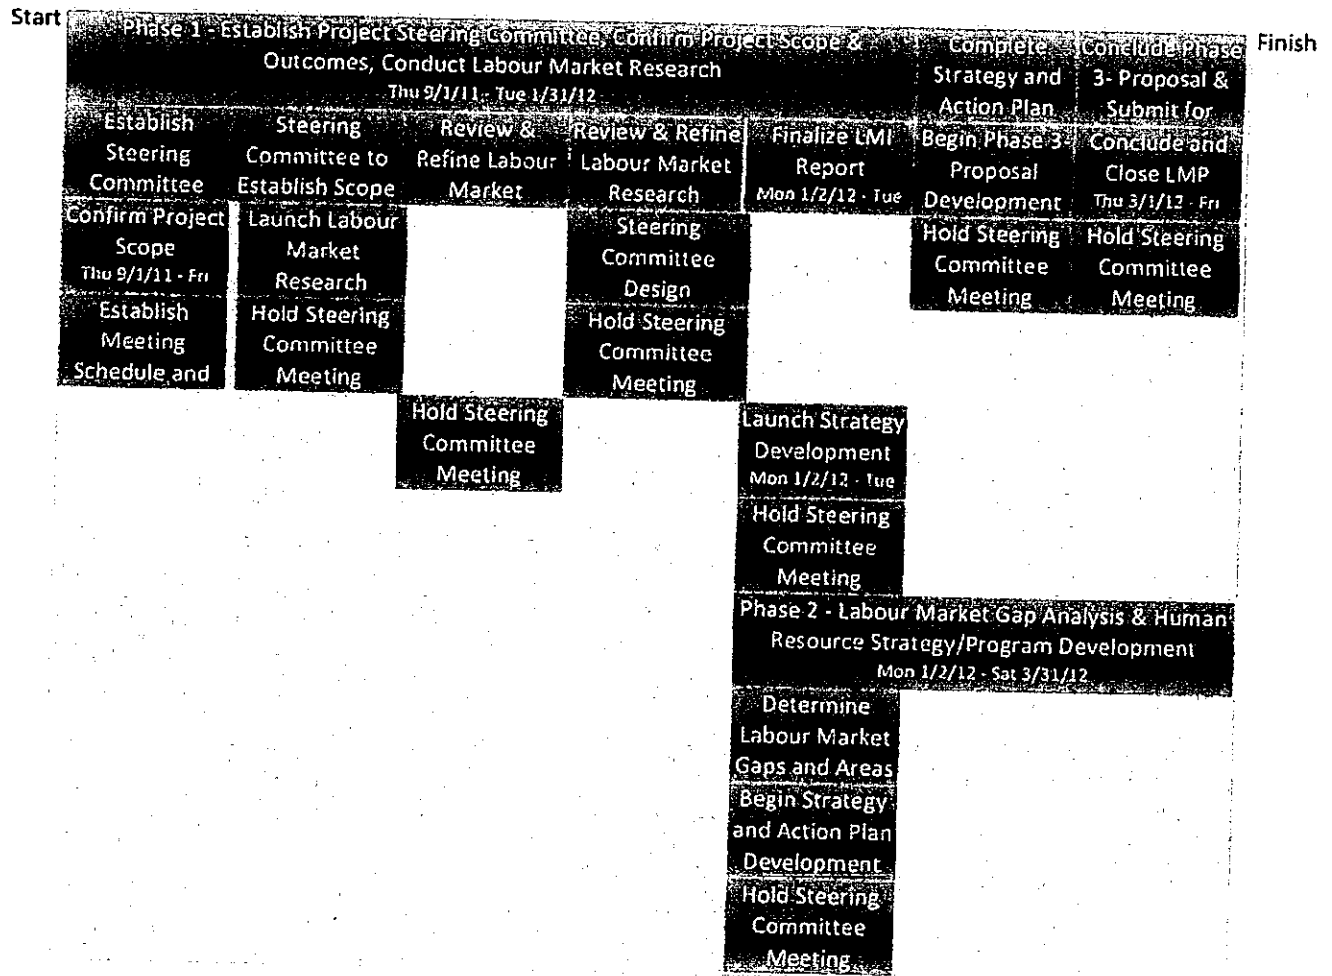 Start
Phase 1 - Establish Project Steering Committee, Confirm Project Scope &
Outcomes, Conduct Labour Market Research
Thu 9/1/11 - Tue 1/31/12
Complete
Strategy and
Action Plan
Conclude Phase
3- Proposal &
Submit for
Finish
Establish
Steering
Committee
Steering
Committee to
Establish Scope
Review &
Refine Labour
Market
Review & Refine
Labour Market
Research
Finalize LMI
Report
Mon 1/2/12 - Tue
Begin Phase 3
Proposal
Development
Conclude and
Close LMP
Thu 3/1/12 - Fri
Confirm Project
Scope
Thu 9/1/11 - Fri
Launch Labour
Market
Research
Steering
Committee
Design
Hold Steering
Committee
Meeting
Hold Steering
Committee
Meeting
Establish
Meeting
Schedule and
Hold Steering
Committee
Meeting
Hold Steering
Committee
Meeting
Hold Steering
Committee
Meeting
Launch Strategy
Development
Mon 1/2/12 - Tue
Hold Steering
Committee
Meeting
Phase 2 - Labour Market Gap Analysis & Human
Resource Strategy/Program Development
Mon 1/2/12 - Sat 3/31/12
Determine
Labour Market
Gaps and Areas
Begin Strategy
and Action Plan
Development
Hold Steering
Committee
Meeting